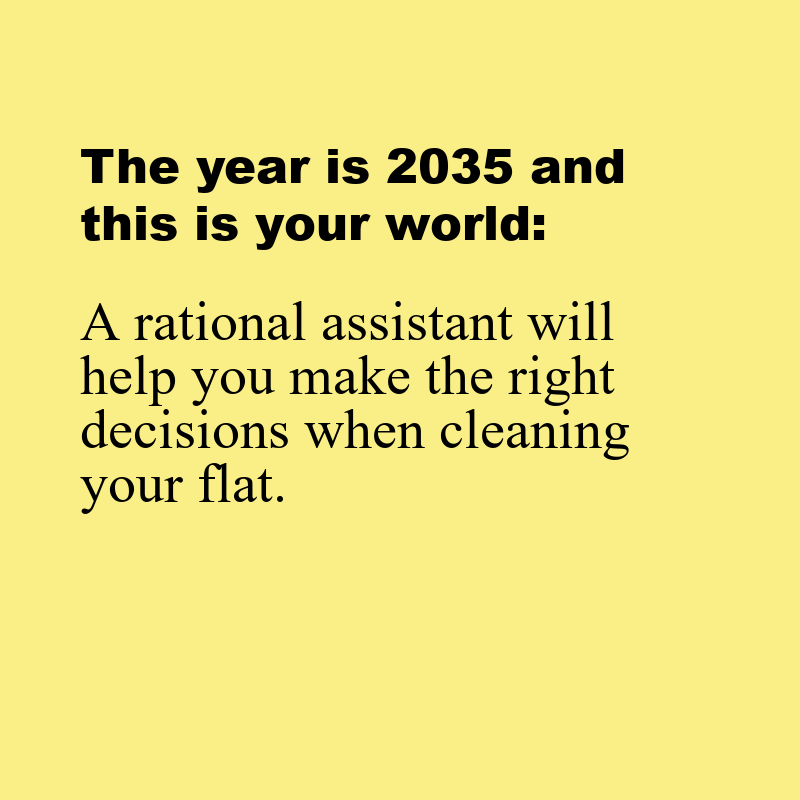 The year is 2035 and
this is your world:
A rational assistant will
help you make the right
decisions when cleaning
your flat.